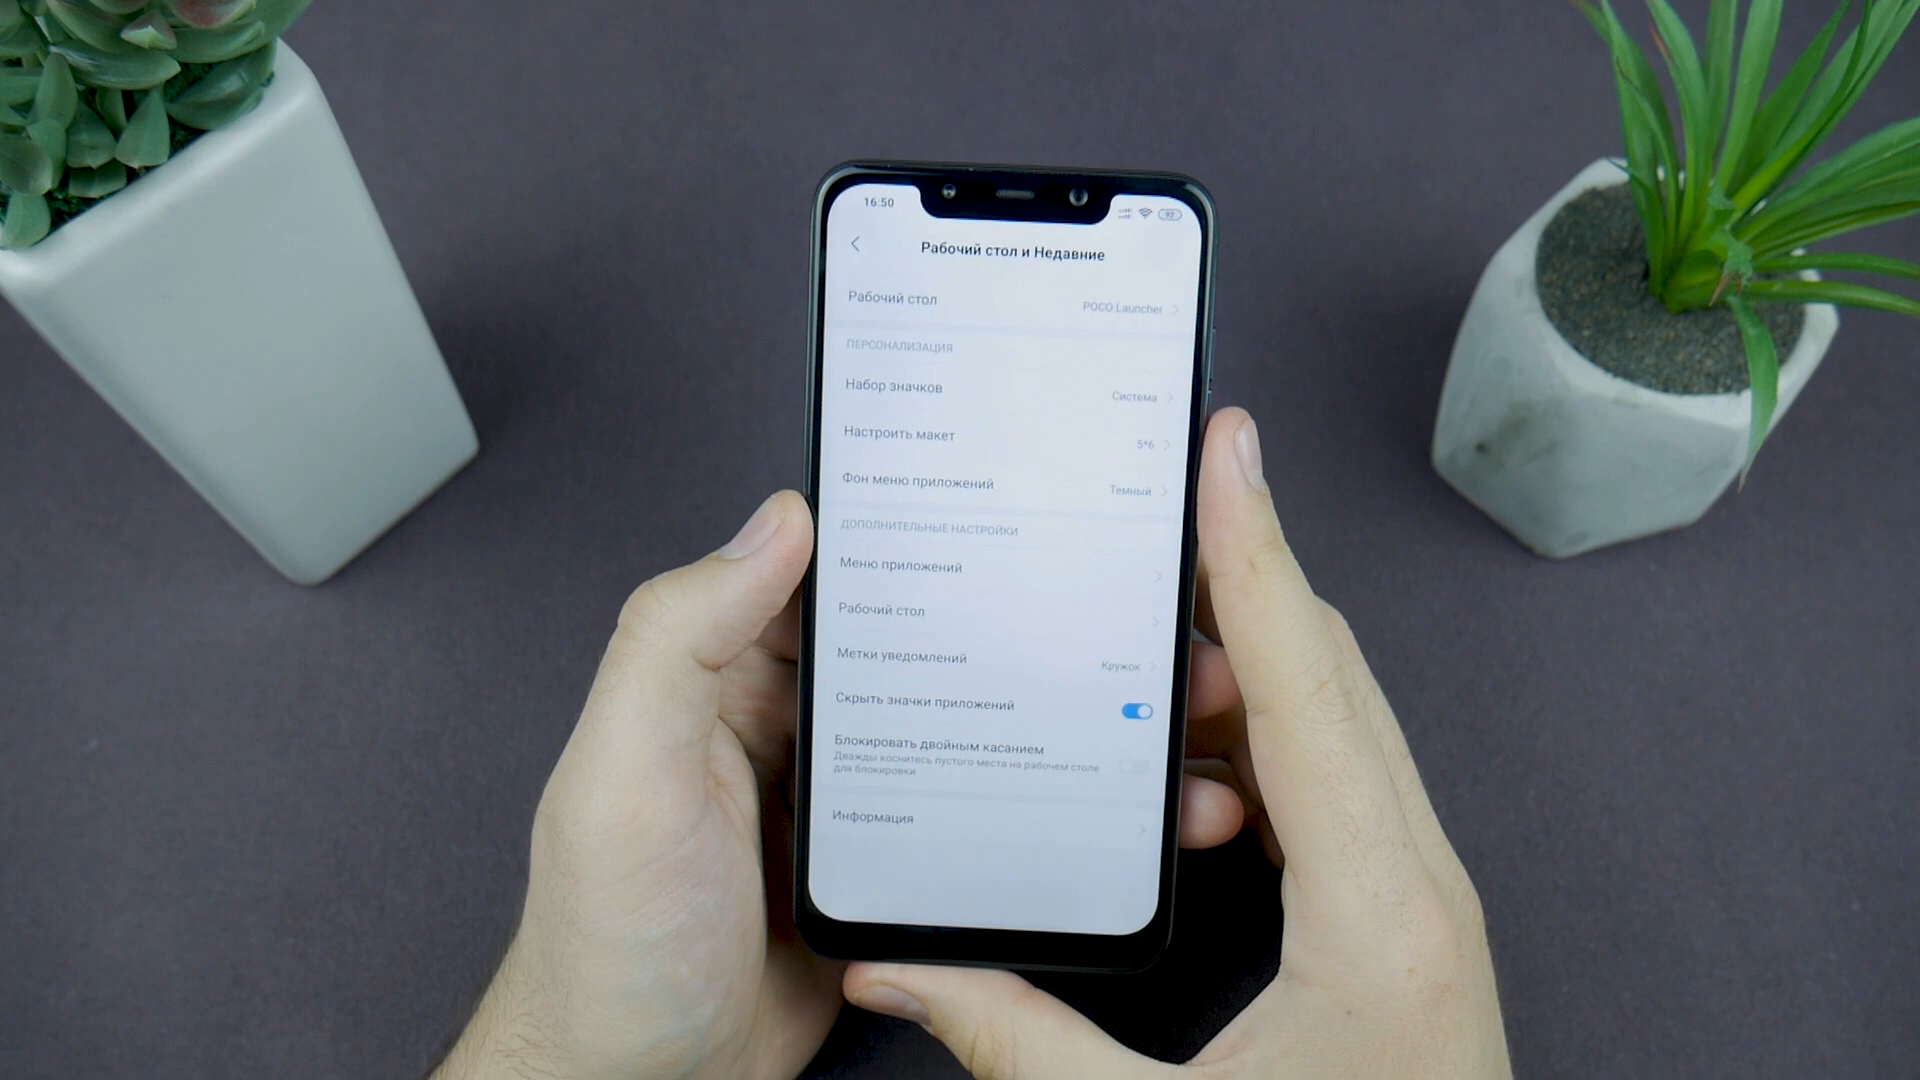 16:50
92
Рабочий стол и Недавние
Рабочий стол
POCO Launcher
ПЕРСОНАЛИЗАЦИЯ
Набор значков
Система
Настроить макет
5*6
Фон меню приложений
Темный
ДОПОЛНИТЕЛЬНЫЕ НАСТРОЙКИ
Меню приложений
Рабочий стол
Метки уведомлений
Кружок
Скрыть значки приложений
Блокировать двойным касанием
Дважды коснитесь пустого места на рабочем столе
для блокировки
Информация